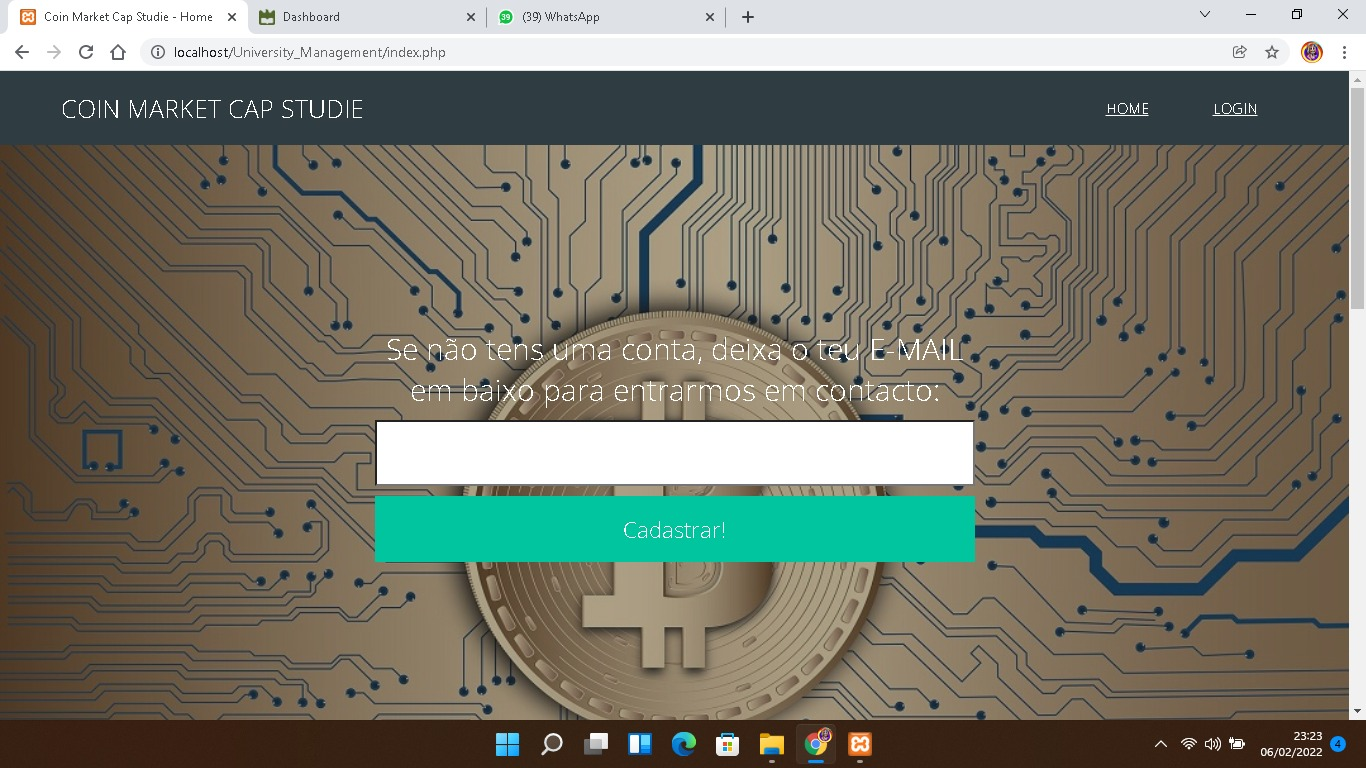 Coin Market Cap Studie - Home
Dashboard
39
(39) WhatsApp
localhost/University_Management/index.php
COIN MARKET CAP STUDIE
HOME
LOGIN
Se não tens uma conta, deixa o teu E-MAIL
em baixo para entrarmos em contacto:
Cadastrar!
23:23
06/02/2022
4